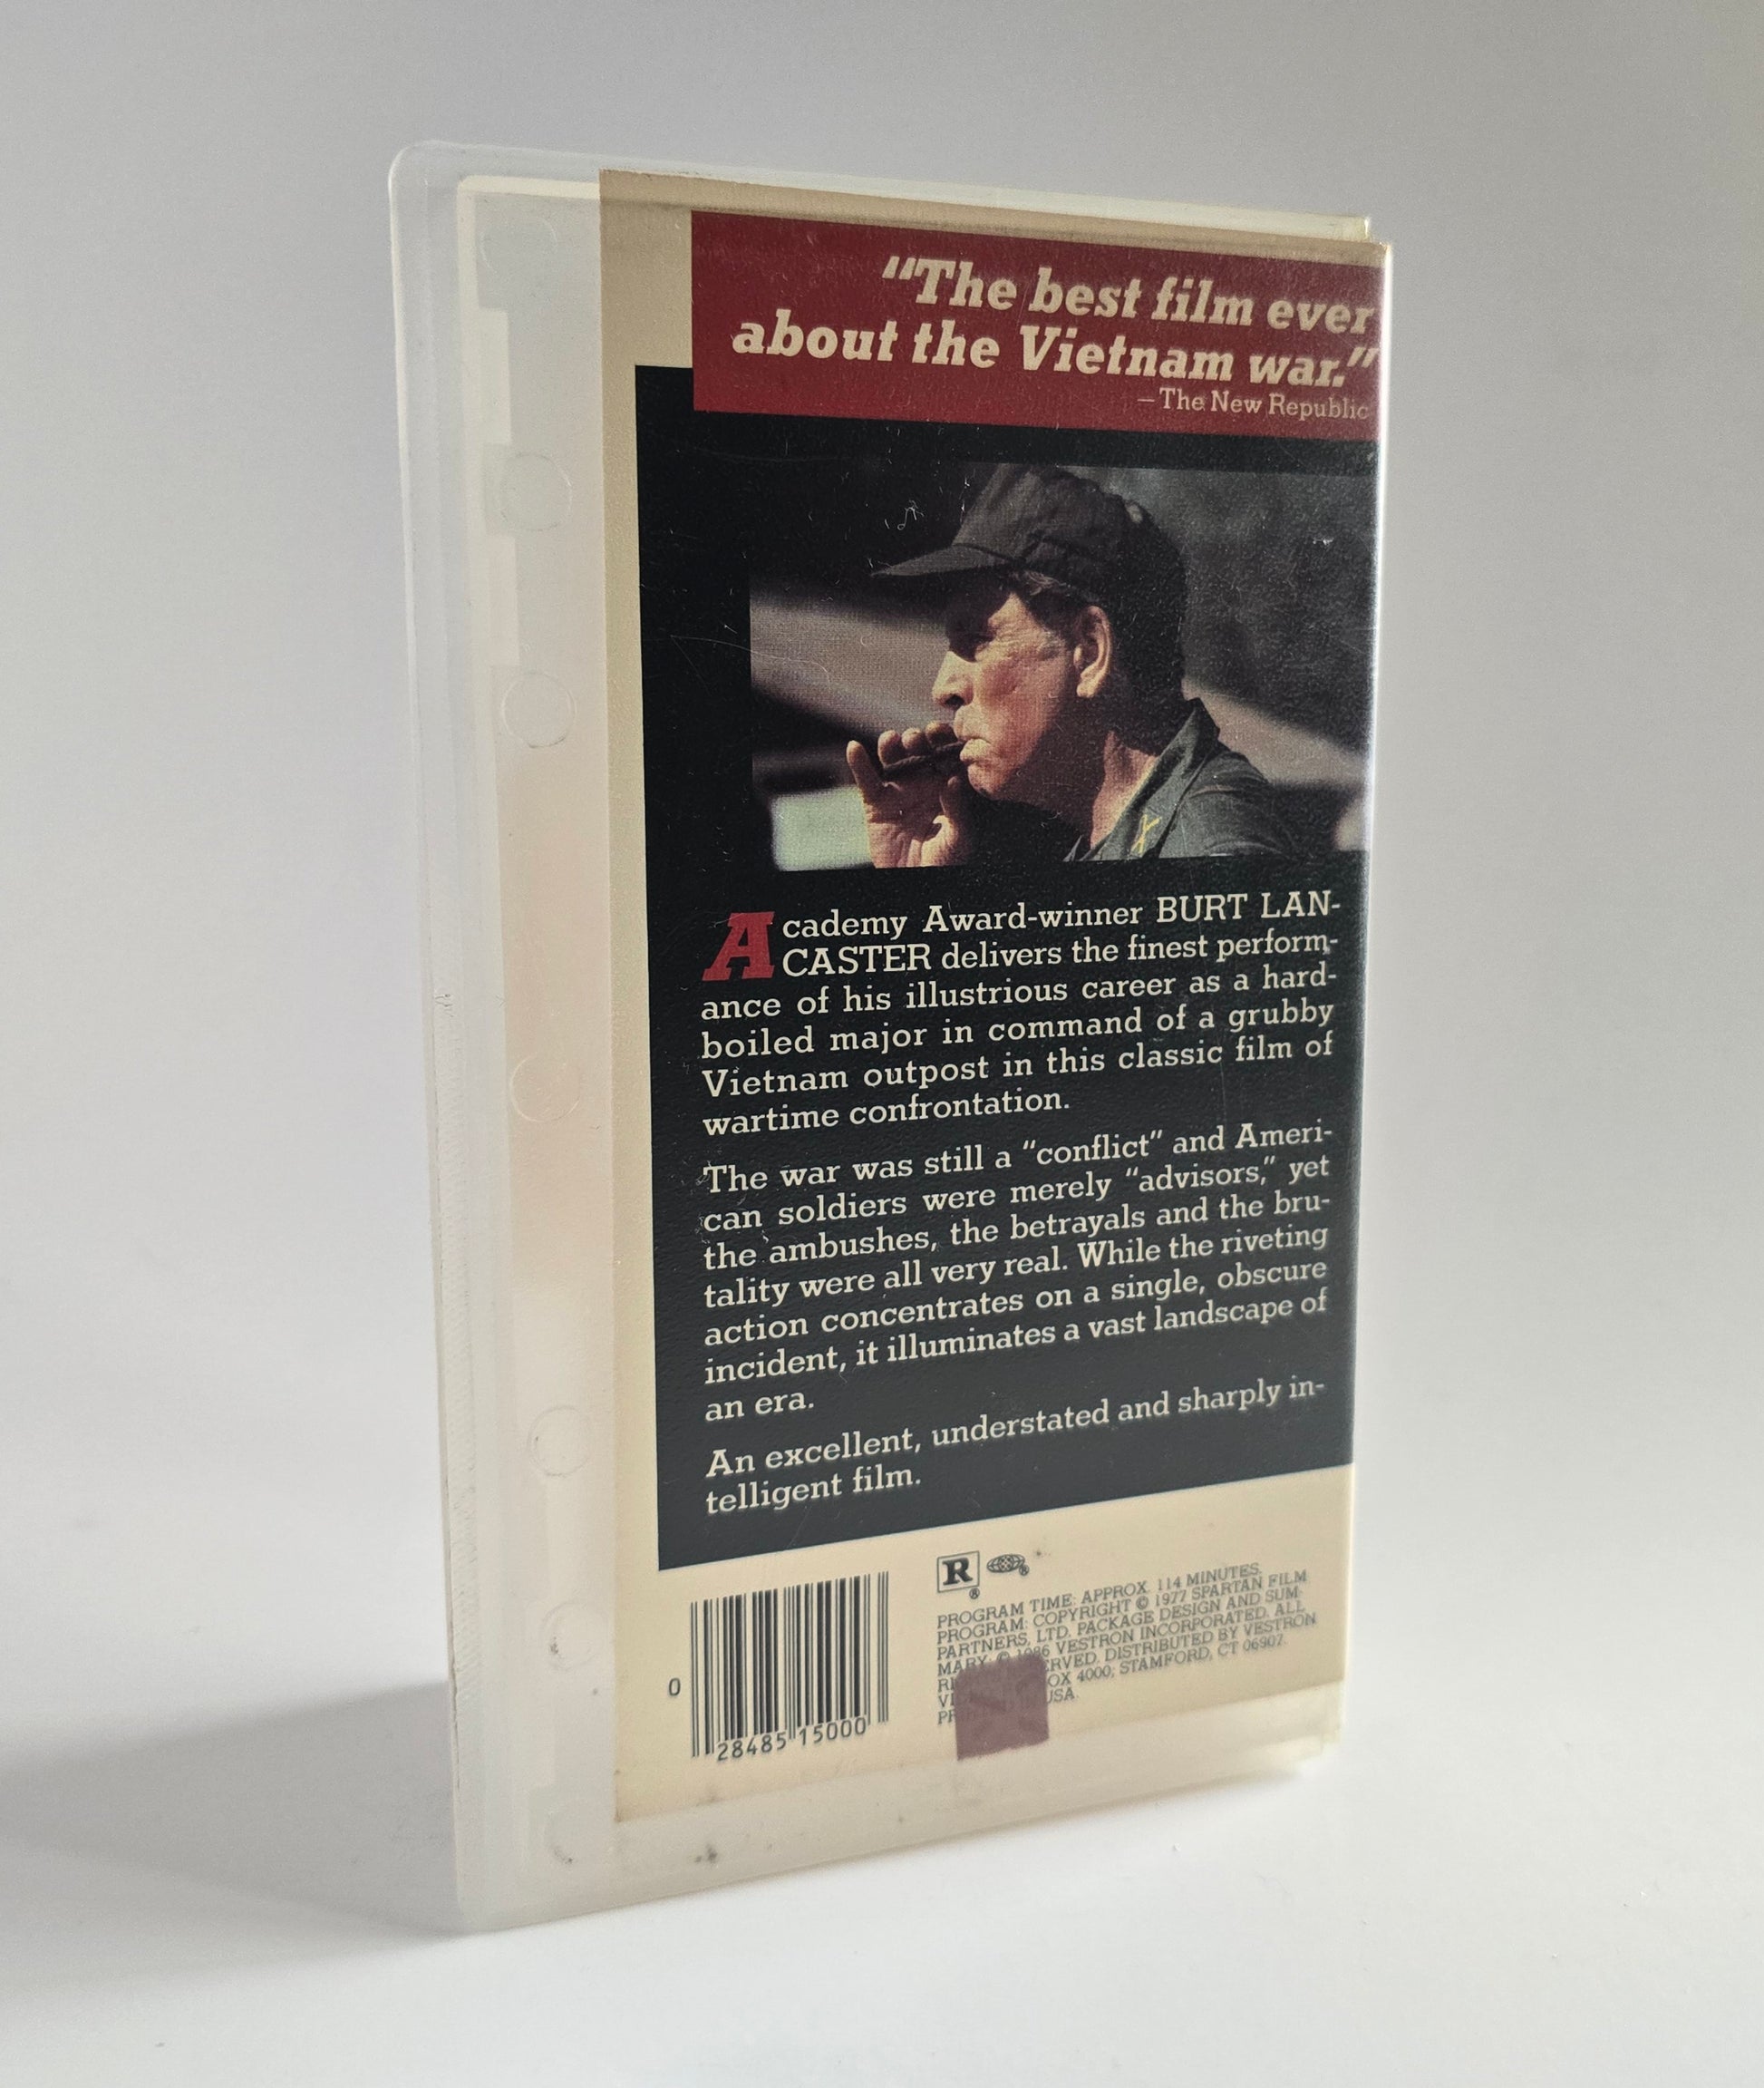 “The best film ever
about the Vietnam war.”
—The New Republic
Academy Award-winner BURT LAN-
CASTER delivers the finest perform-
ance of his illustrious career as a hard-
boiled major in command of a grubby
Vietnam outpost in this classic film of
wartime confrontation.
The war was still a “conflict” and Ameri-
can soldiers were merely “advisors,” yet
the ambushes, the betrayals and the bru-
tality were all very real. While the riveting
action concentrates on a single, obscure
incident, it illuminates a vast landscape of
an era.
An excellent, understated and sharply in-
telligent film.
R ®
®
PROGRAM TIME: APPROX. 114 MINUTES.
PROGRAM: COPYRIGHT © 1977 SPARTAN FILM
PARTNERS, LTD. PACKAGE DESIGN AND SUM-
MARY: © 1986 VESTRON INCORPORATED. ALL
RESERVED. DISTRIBUTED BY VESTRON
BOX 4000; STAMFORD, CT 06907.
IN USA.
0 28485 15000